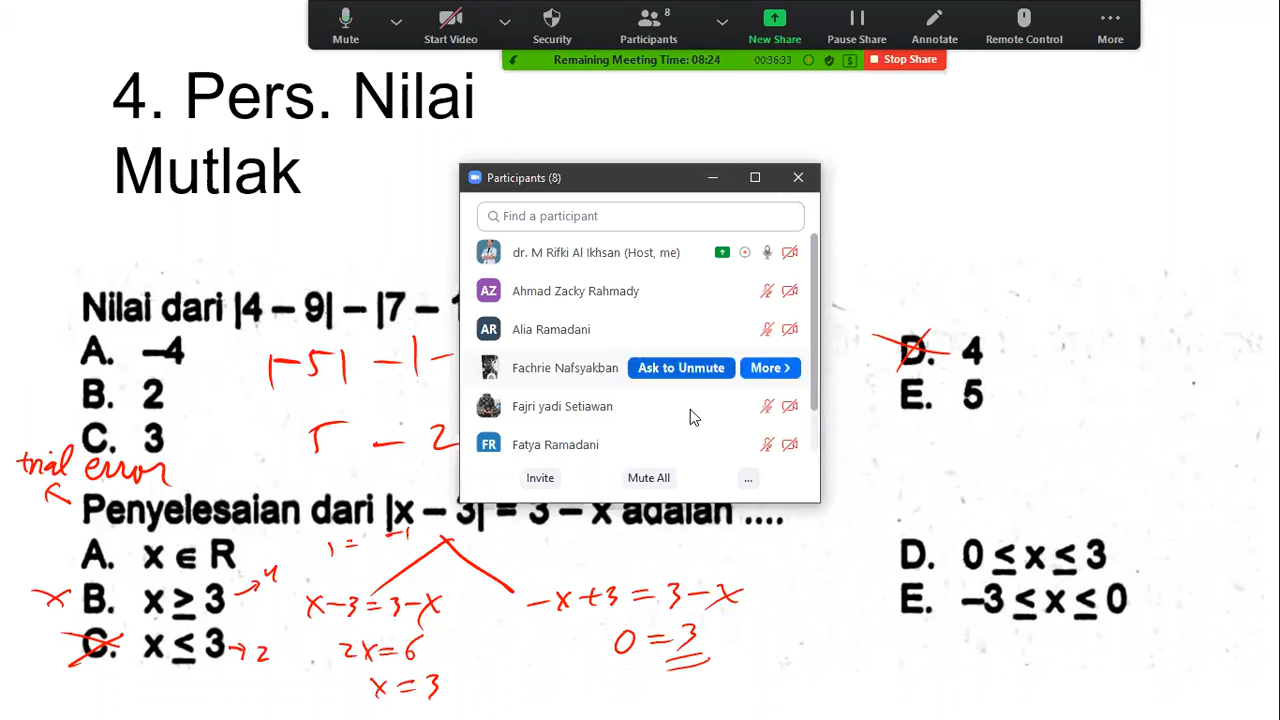 Mute
Start Video
Security
Participants
8
New Share
Pause Share
Annotate
Remote Control
More
Remaining Meeting Time: 08:24
00:36:33
Stop Share
4. Pers. Nilai
Mutlak
Participants (8)
Find a participant
dr. M Rifki Al Ikhsan (Host, me)
AZ Ahmad Zacky Rahmady
AR Alia Ramadani
Fachrie Nafsyakban Ask to Unmute More
Fajri yadi Setiawan
FR Fatya Ramadani
Invite Mute All ...
Nilai dari |4 – 9| – |7 –
A. –4
|-5| - | -
D. 4
B. 2
E. 5
C. 3
5 - 2
trial error
Penyelesaian dari |x – 3| = 3 – x adalah ....
1 = -1
A. x ∈ R
D. 0 ≤ x ≤ 3
x B. x ≥ 3 → 4
x-3 = 3-x
-x+3 = 3-x
E. –3 ≤ x ≤ 0
C. x ≤ 3 → 2
2x = 6
0 = 3
x = 3